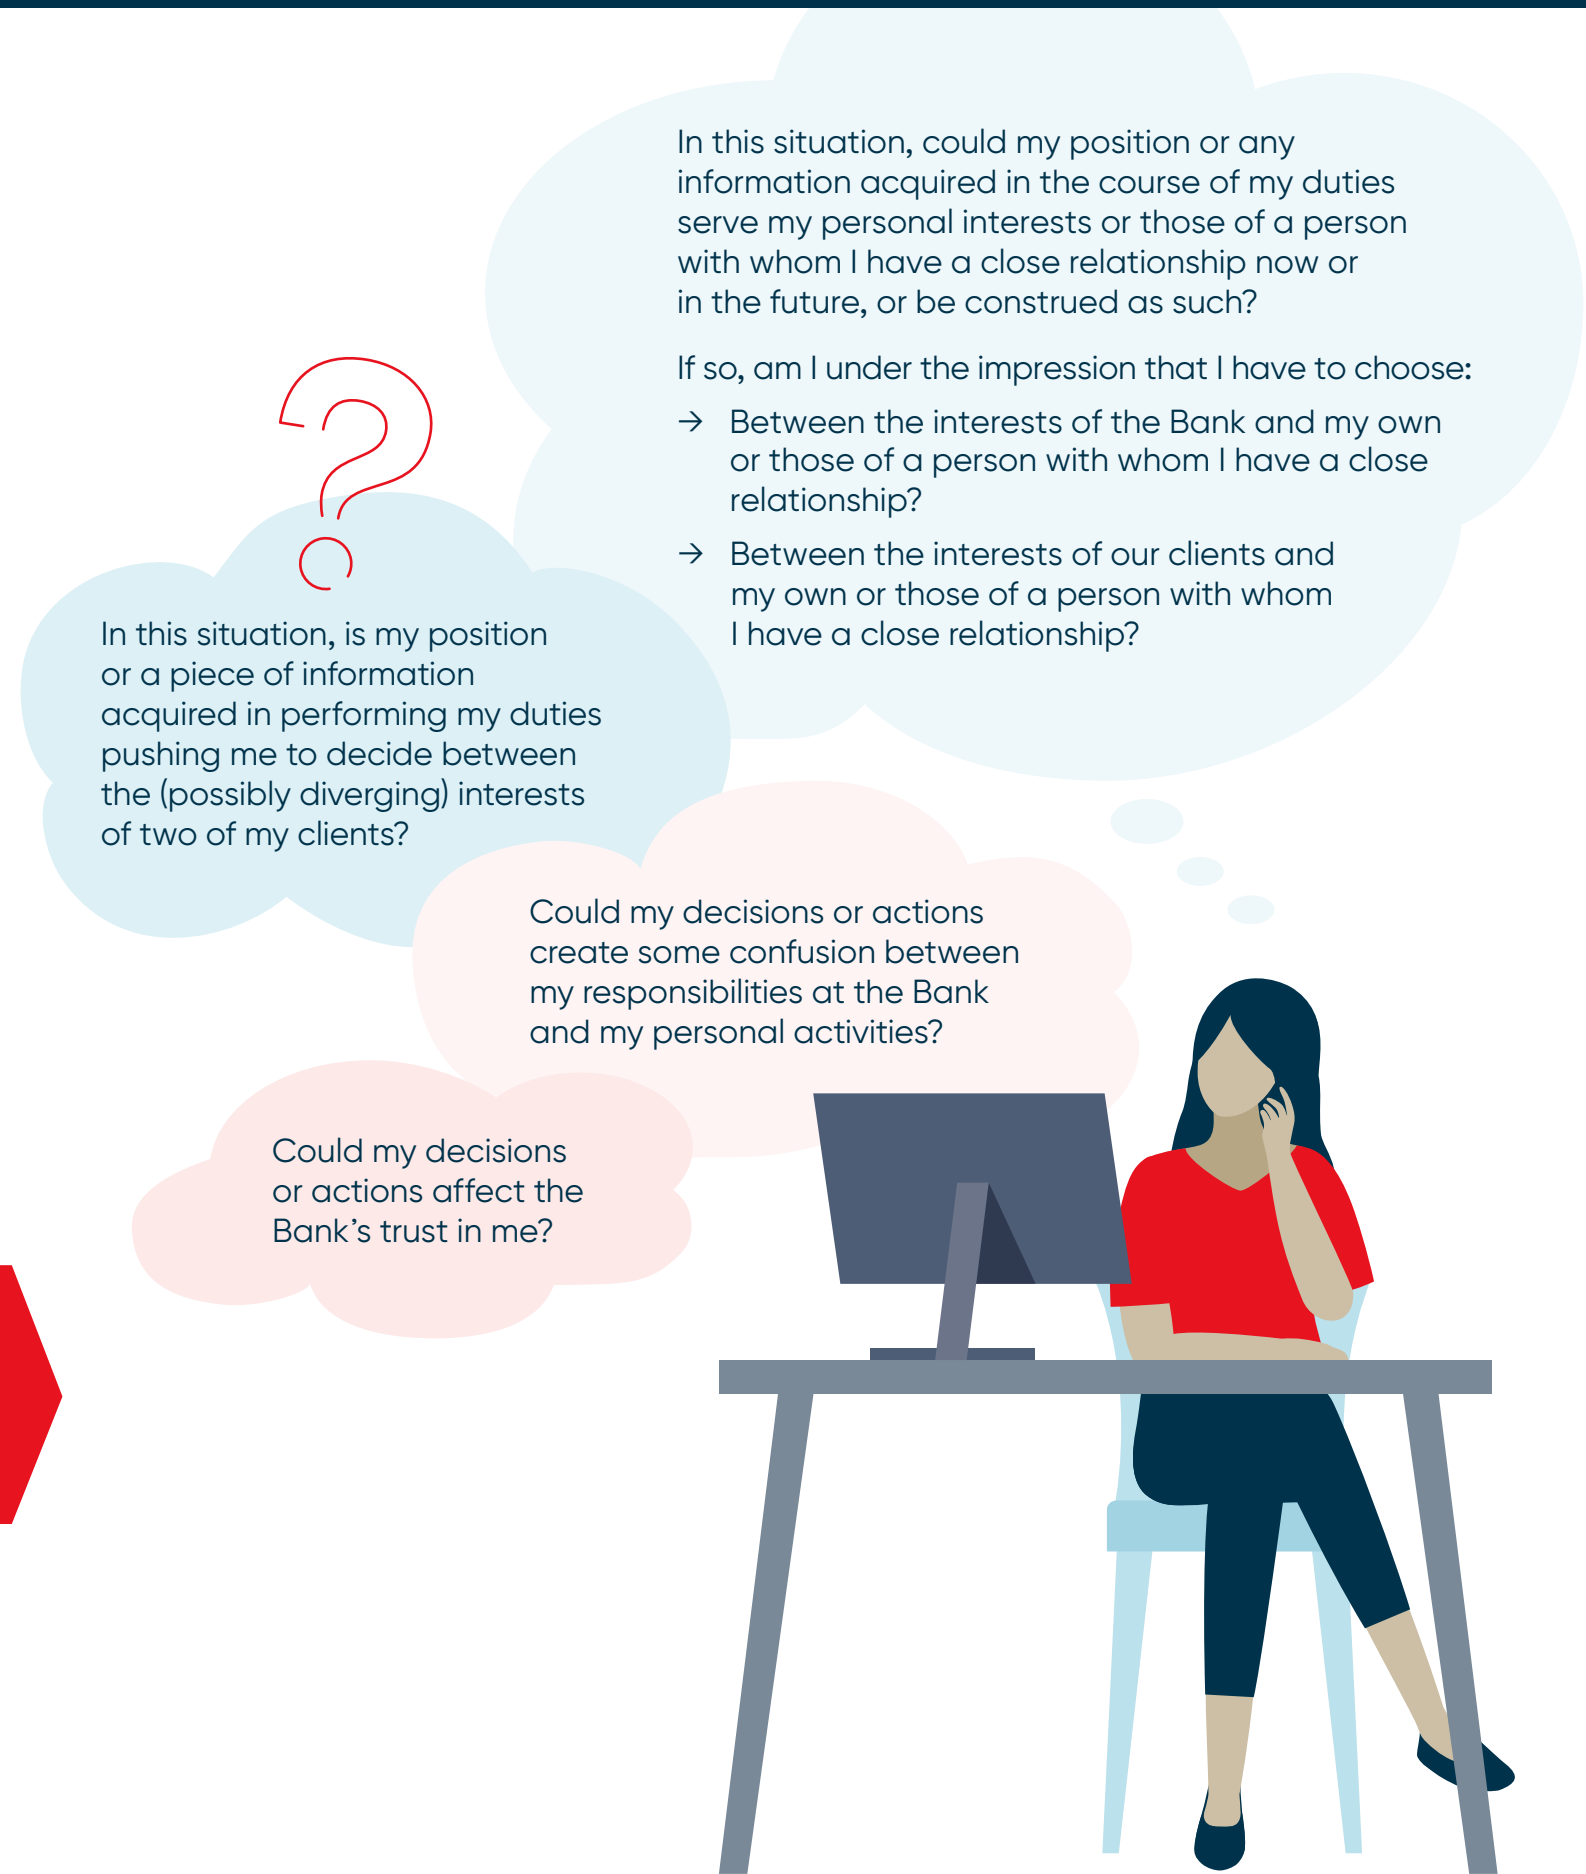 In this situation, could my position or any
information acquired in the course of my duties
serve my personal interests or those of a person
with whom I have a close relationship now or
in the future, or be construed as such?
If so, am I under the impression that I have to choose:
→ Between the interests of the Bank and my own
or those of a person with whom I have a close
relationship?
→ Between the interests of our clients and
my own or those of a person with whom
I have a close relationship?
?
In this situation, is my position
or a piece of information
acquired in performing my duties
pushing me to decide between
the (possibly diverging) interests
of two of my clients?
Could my decisions or actions
create some confusion between
my responsibilities at the Bank
and my personal activities?
Could my decisions
or actions affect the
Bank’s trust in me?